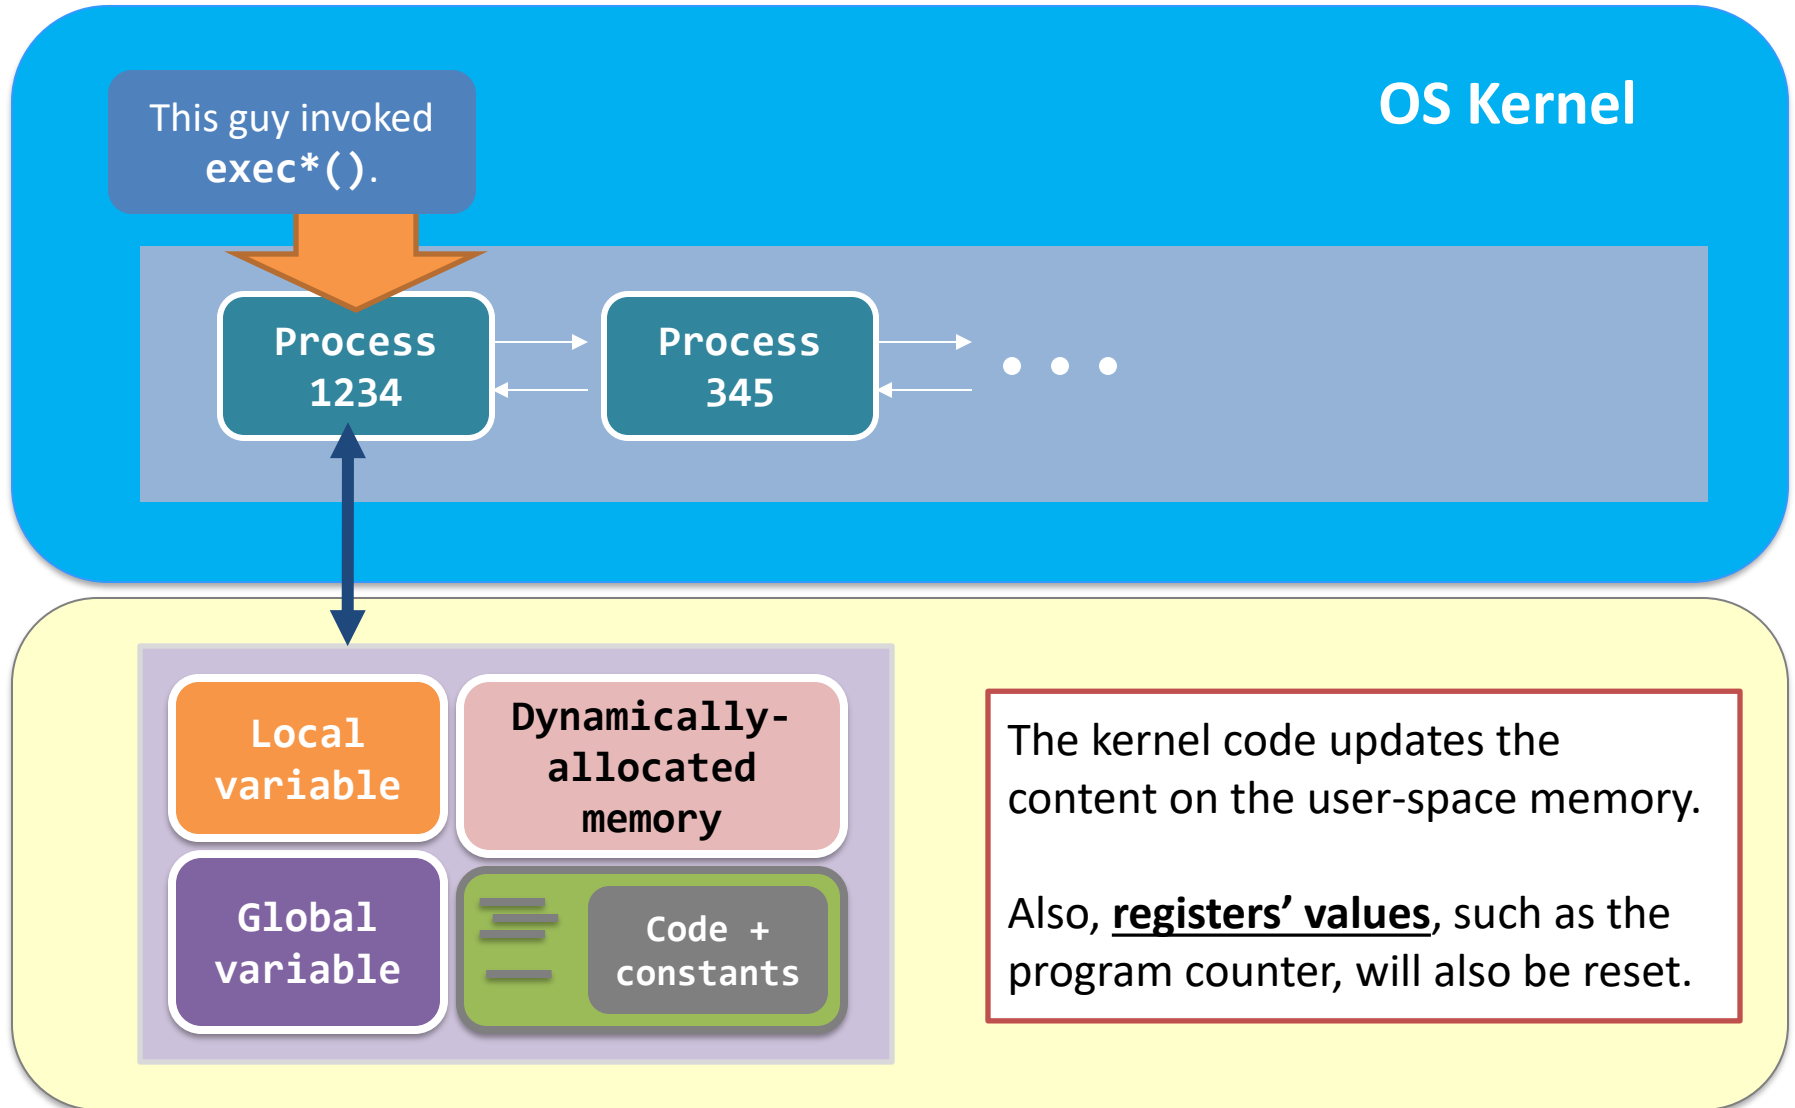 This guy invoked
exec*().
OS Kernel
Process
1234
Process
345
Local
variable
Dynamically-
allocated
memory
Global
variable
Code +
constants
The kernel code updates the
content on the user-space memory.
Also, registers’ values, such as the
program counter, will also be reset.